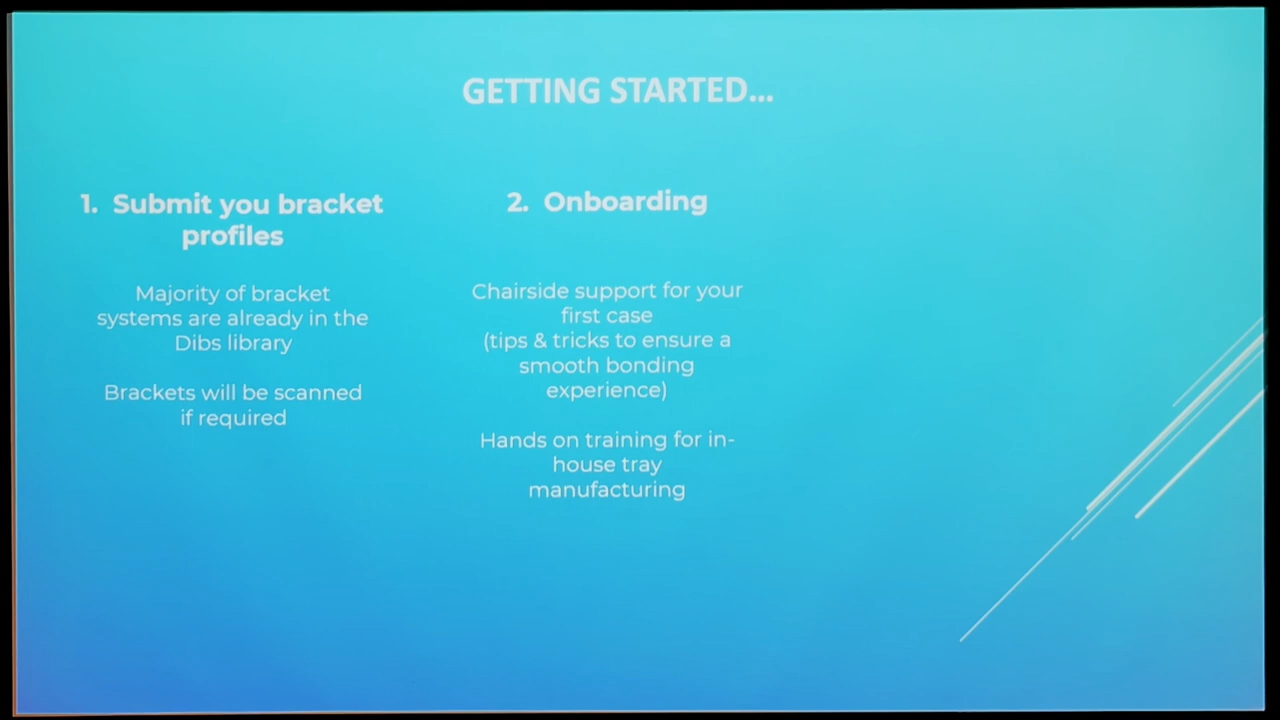 GETTING STARTED...
1. Submit you bracket
profiles
Majority of bracket
systems are already in the
Dibs library
Brackets will be scanned
if required
2. Onboarding
Chairside support for your
first case
(tips & tricks to ensure a
smooth bonding
experience)
Hands on training for in-
house tray
manufacturing